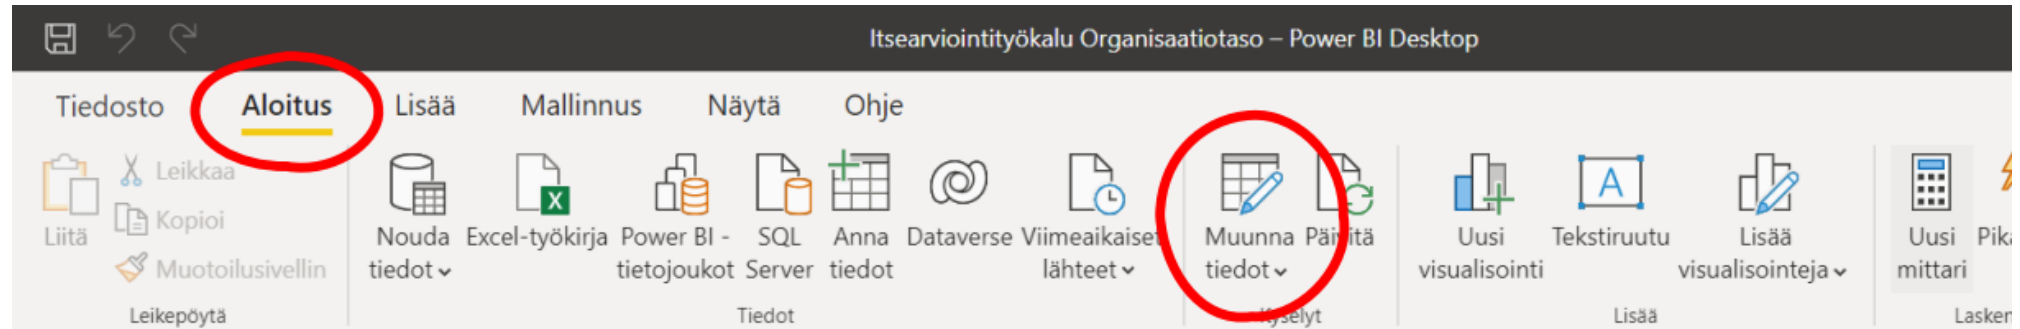 Itsearviointityökalu Organisaatiotaso – Power BI Desktop
Tiedosto Aloitus Lisää Mallinnus Näytä Ohje
Liitä
Leikkaa
Kopioi
Muotoilusivellin
Leikepöytä
Nouda
tiedot
Excel-työkirja
Power BI -
tietojoukot
SQL
Server
Anna
tiedot
Dataverse
Viimeaikaiset
lähteet
Tiedot
Muunna
tiedot
Päivitä
Kyselyt
Uusi
visualisointi
Tekstiruutu
Lisää
visualisointeja
Lisää
Uusi
mittari